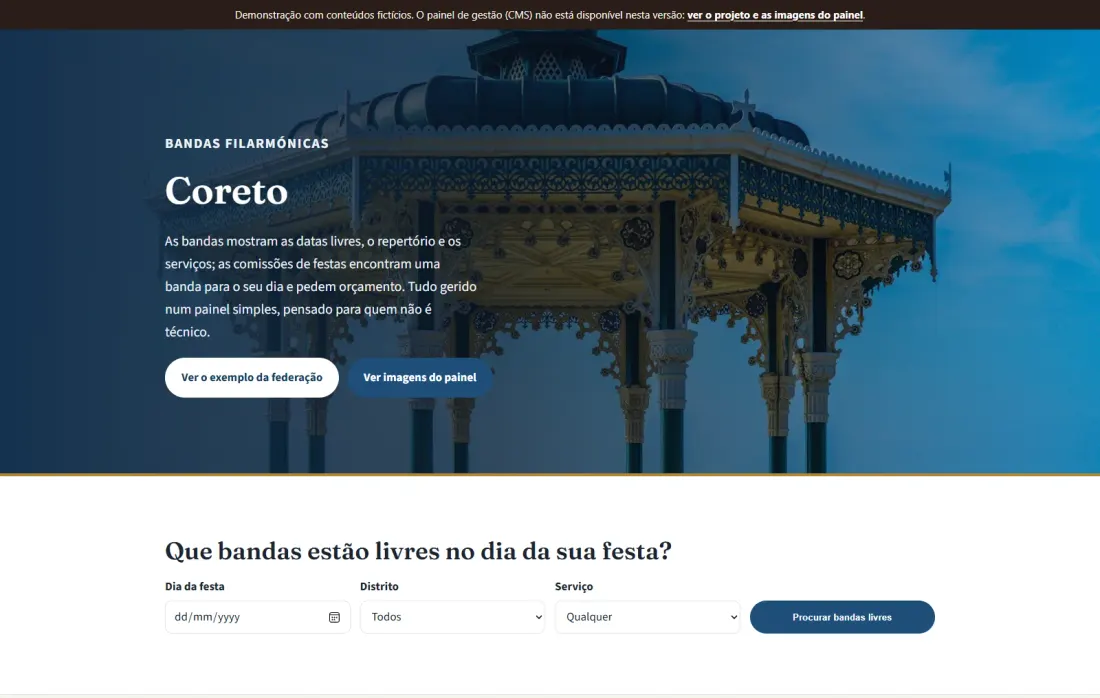 Demonstração com conteúdos fictícios. O painel de gestão (CMS) não está disponível nesta versão: ver o projeto e as imagens do painel.
BANDAS FILARMÓNICAS
Coreto
As bandas mostram as datas livres, o repertório e os
serviços; as comissões de festas encontram uma
banda para o seu dia e pedem orçamento. Tudo gerido
num painel simples, pensado para quem não é
técnico.
Ver o exemplo da federação
Ver imagens do painel
Que bandas estão livres no dia da sua festa?
Dia da festa
Distrito
Serviço
dd/mm/yyyy
Todos
Qualquer
Procurar bandas livres